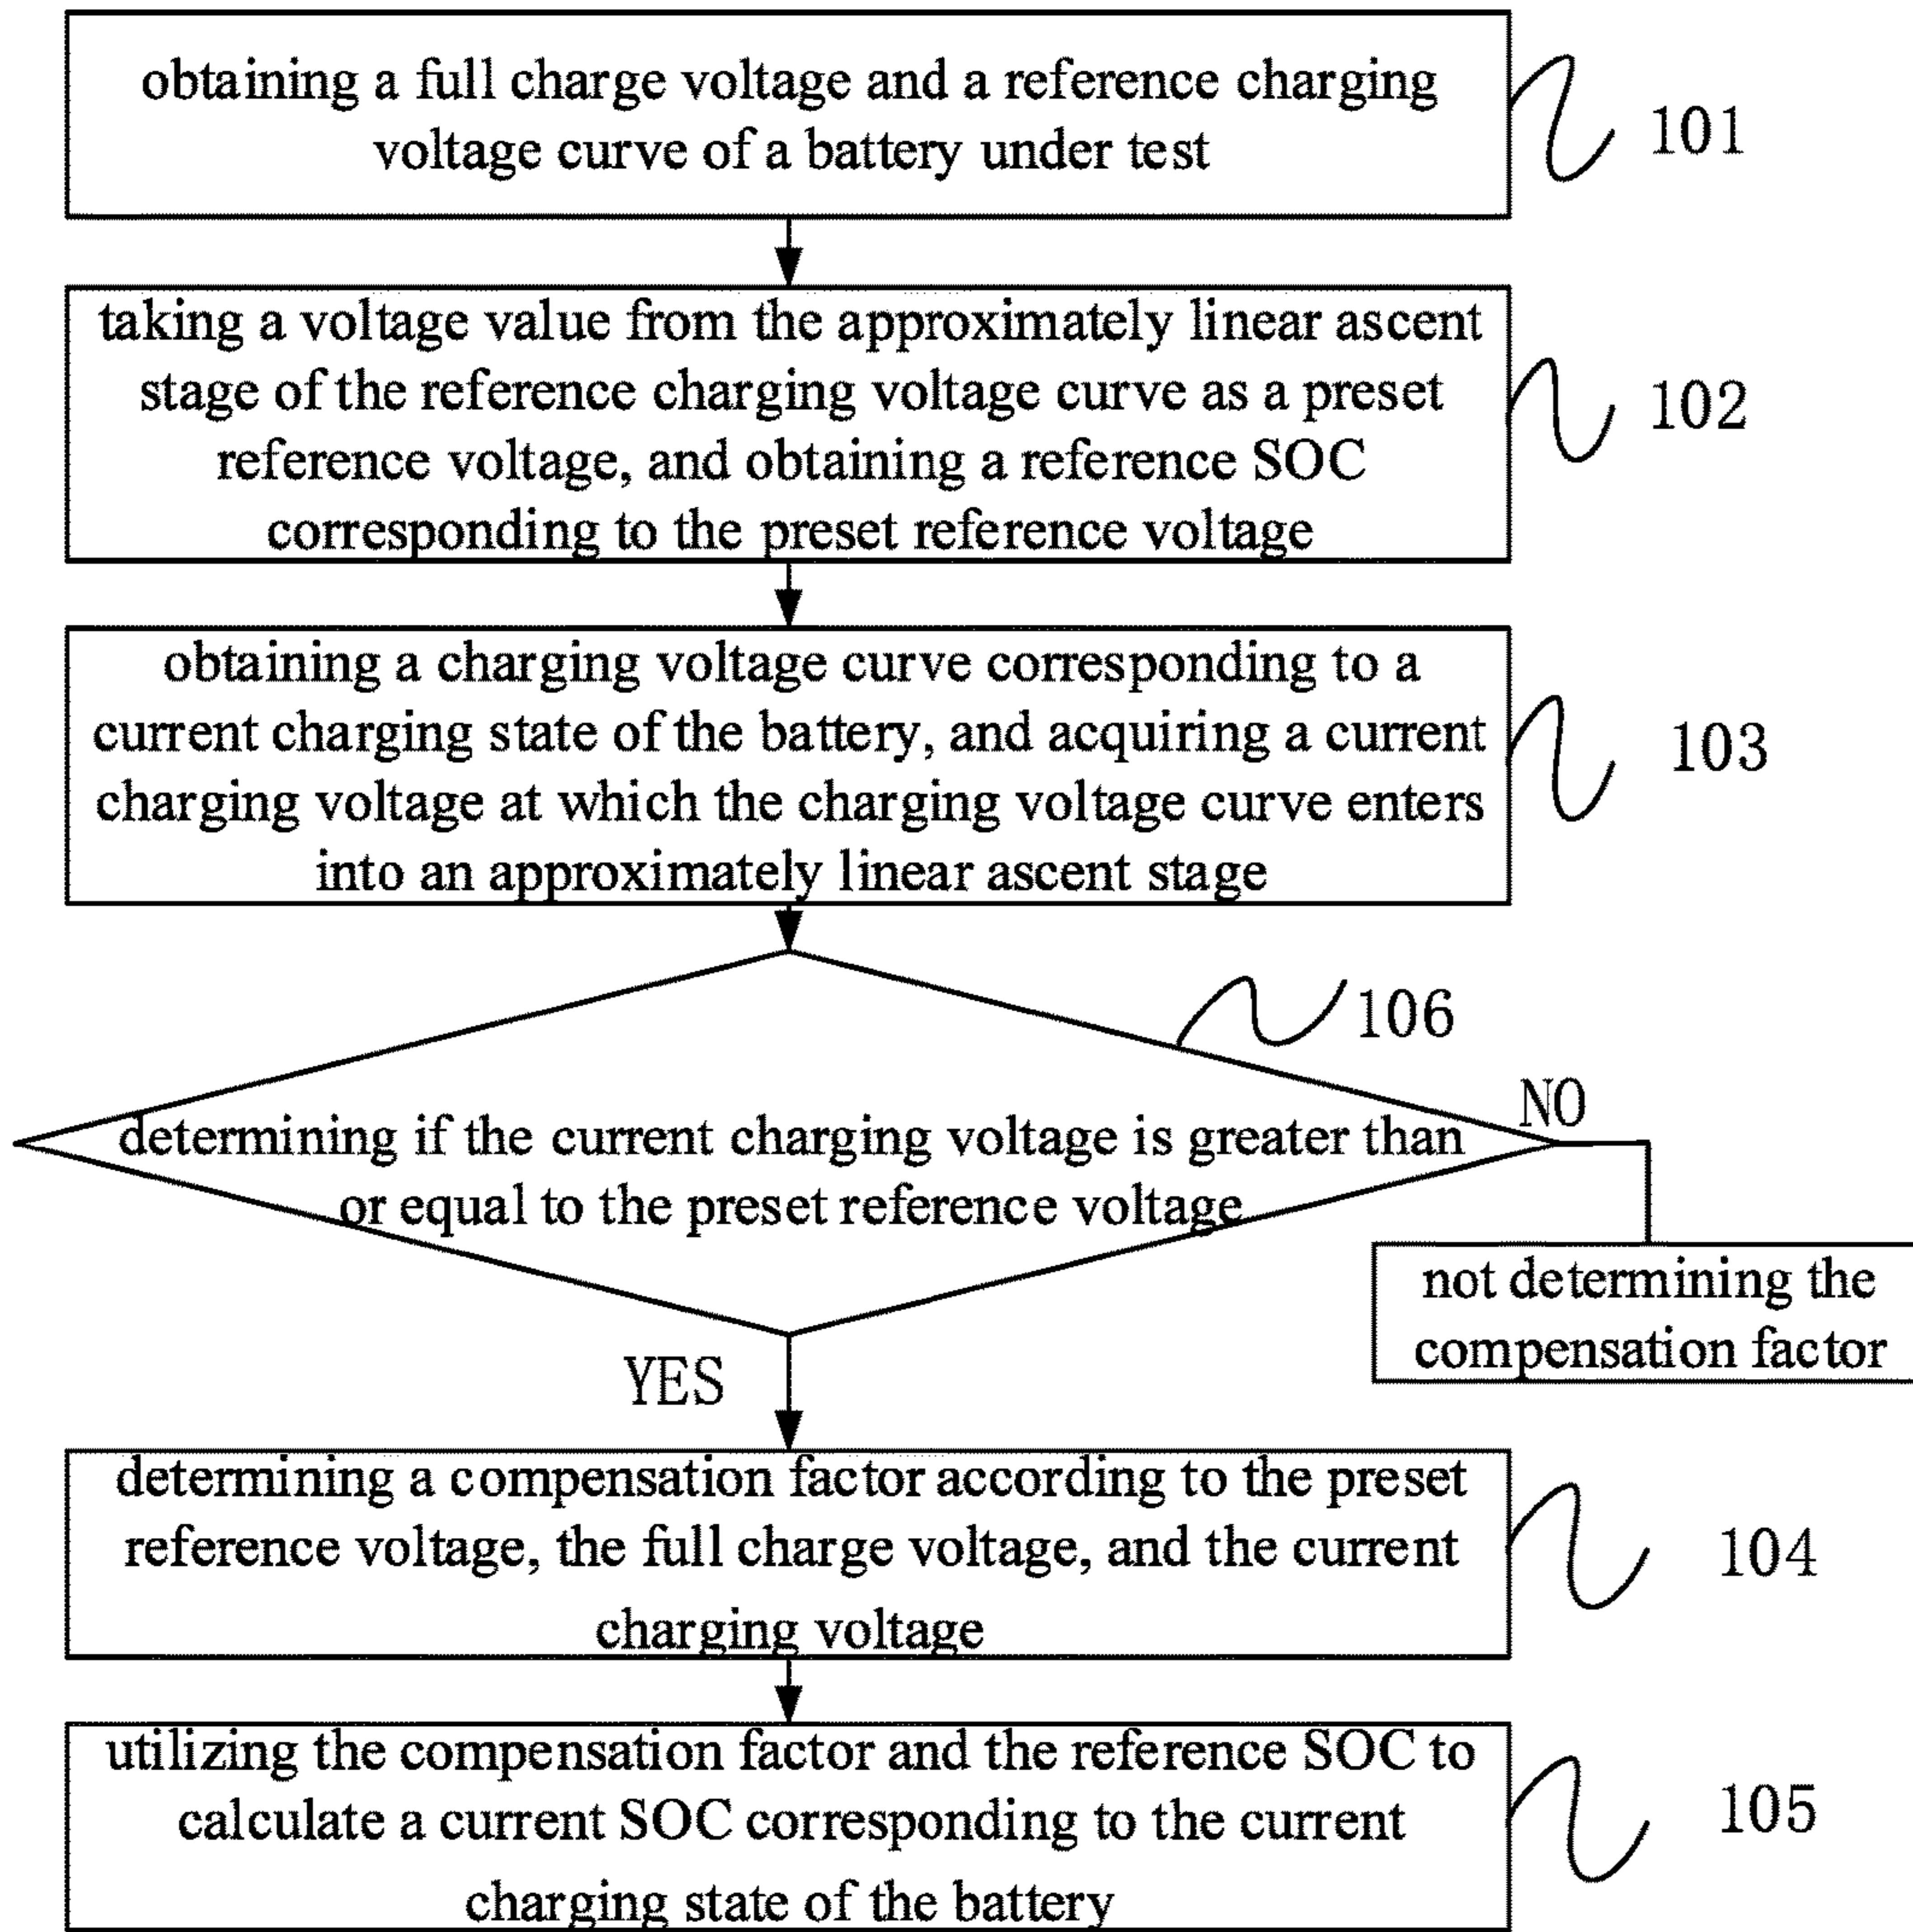 obtaining a full charge voltage and a reference charging
voltage curve of a battery under test
101
taking a voltage value from the approximately linear ascent
stage of the reference charging voltage curve as a preset
reference voltage, and obtaining a reference SOC
corresponding to the preset reference voltage
102
obtaining a charging voltage curve corresponding to a
current charging state of the battery, and acquiring a current
charging voltage at which the charging voltage curve enters
into an approximately linear ascent stage
103
106
determining if the current charging voltage is greater than
or equal to the preset reference voltage
NO
not determining the
compensation factor
YES
determining a compensation factor according to the preset
reference voltage, the full charge voltage, and the current
charging voltage
104
utilizing the compensation factor and the reference SOC to
calculate a current SOC corresponding to the current
charging state of the battery
105